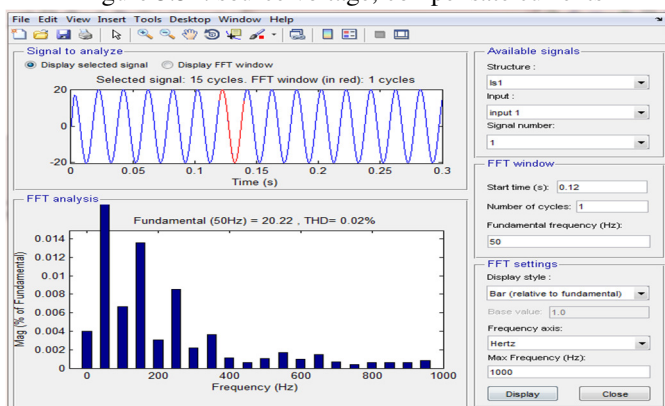 File Edit View Insert Tools Desktop Window Help
Signal to analyze
Display selected signal Display FFT window
Selected signal: 15 cycles. FFT window (in red): 1 cycles
20
0
-20
0 0.05 0.1 0.15 0.2 0.25 0.3
Time (s)
FFT analysis
Fundamental (50Hz) = 20.22 , THD= 0.02%
0.014
0.012
0.01
0.008
0.006
0.004
0.002
0
Mag (% of Fundamental)
0 200 400 600 800 1000
Frequency (Hz)
Available signals
Structure :
Is1
Input :
input 1
Signal number:
1
FFT window
Start time (s): 0.12
Number of cycles: 1
Fundamental frequency (Hz):
50
FFT settings
Display style :
Bar (relative to fundamental)
Base value: 1.0
Frequency axis:
Hertz
Max Frequency (Hz):
1000
Display Close